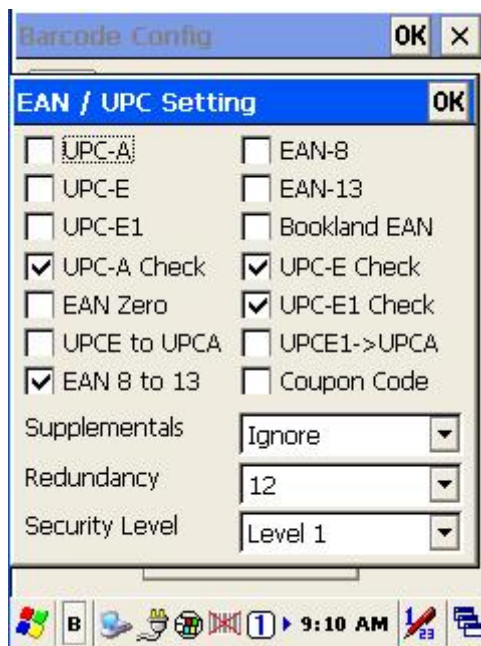 Barcode Config OK
EAN / UPC Setting OK
UPC-A EAN-8
UPC-E EAN-13
UPC-E1 Bookland EAN
UPC-A Check UPC-E Check
EAN Zero UPC-E1 Check
UPCE to UPCA UPCE1->UPCA
EAN 8 to 13 Coupon Code
Supplementals Ignore
Redundancy 12
Security Level Level 1
B 1 9:10 AM 1 23